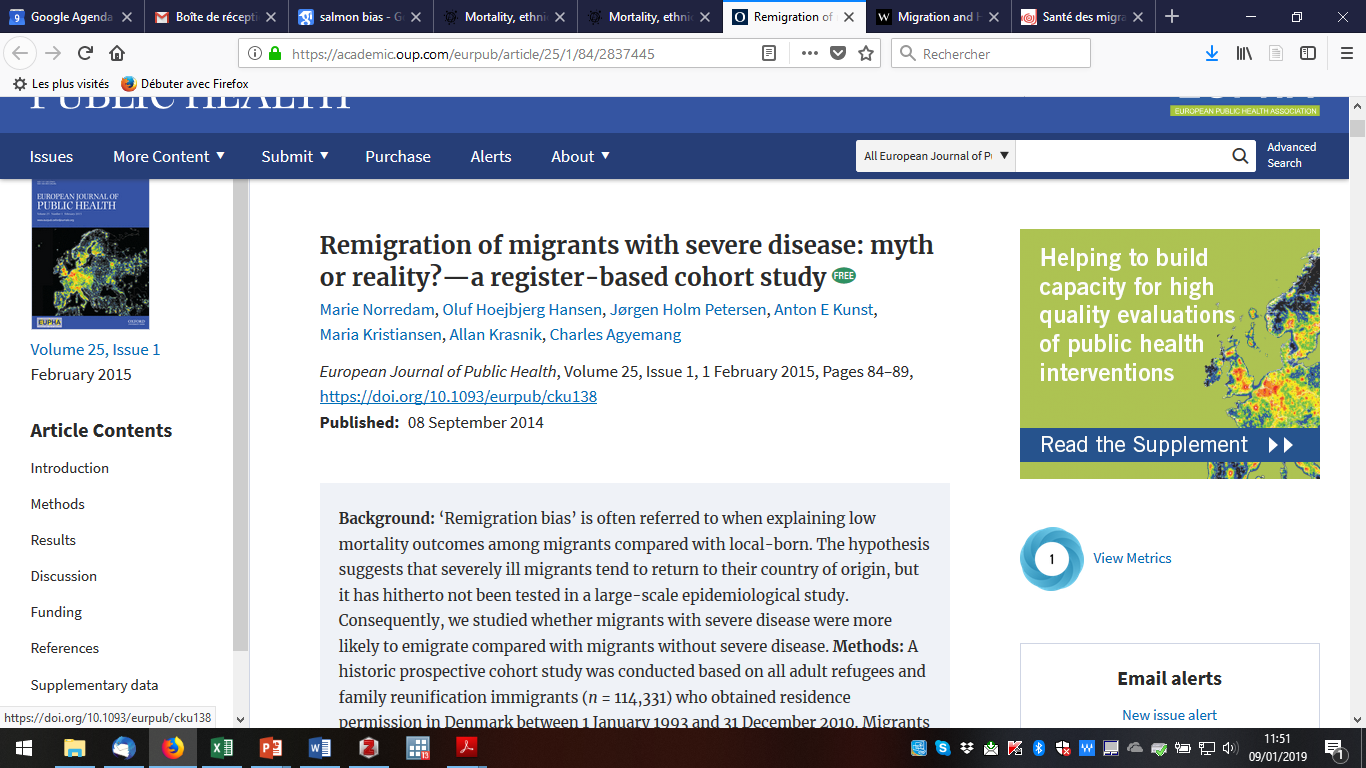 Google Agenda
Boîte de récepti
salmon bias - G
Mortality, ethni
Mortality, ethni
Remigration of
Migration and H
Santé des migra
https://academic.oup.com/eurpub/article/25/1/84/2837445
Rechercher
Les plus visités
Débuter avec Firefox
PUBLIC HEALTH
EUROPEAN PUBLIC HEALTH ASSOCIATION
Issues
More Content
Submit
Purchase
Alerts
About
All European Journal of P
Advanced
Search
EUROPEAN JOURNAL OF
PUBLIC HEALTH
EUPHA
Volume 25, Issue 1
February 2015
Article Contents
Introduction
Methods
Results
Discussion
Funding
References
Supplementary data
https://doi.org/10.1093/eurpub/cku138
Remigration of migrants with severe disease: myth
or reality?—a register-based cohort study FREE
Marie Norredam, Oluf Hoejbjerg Hansen, Jørgen Holm Petersen, Anton E Kunst,
Maria Kristiansen, Allan Krasnik, Charles Agyemang
European Journal of Public Health, Volume 25, Issue 1, 1 February 2015, Pages 84–89,
https://doi.org/10.1093/eurpub/cku138
Published: 08 September 2014
Background: ‘Remigration bias’ is often referred to when explaining low
mortality outcomes among migrants compared with local-born. The hypothesis
suggests that severely ill migrants tend to return to their country of origin, but
it has hitherto not been tested in a large-scale epidemiological study.
Consequently, we studied whether migrants with severe disease were more
likely to emigrate compared with migrants without severe disease. Methods: A
historic prospective cohort study was conducted based on all adult refugees and
family reunification immigrants (n = 114,331) who obtained residence
permission in Denmark between 1 January 1993 and 31 December 2010. Migrants
Helping to build
capacity for high
quality evaluations
of public health
interventions
Read the Supplement
1
View Metrics
Email alerts
New issue alert
11:51
09/01/2019